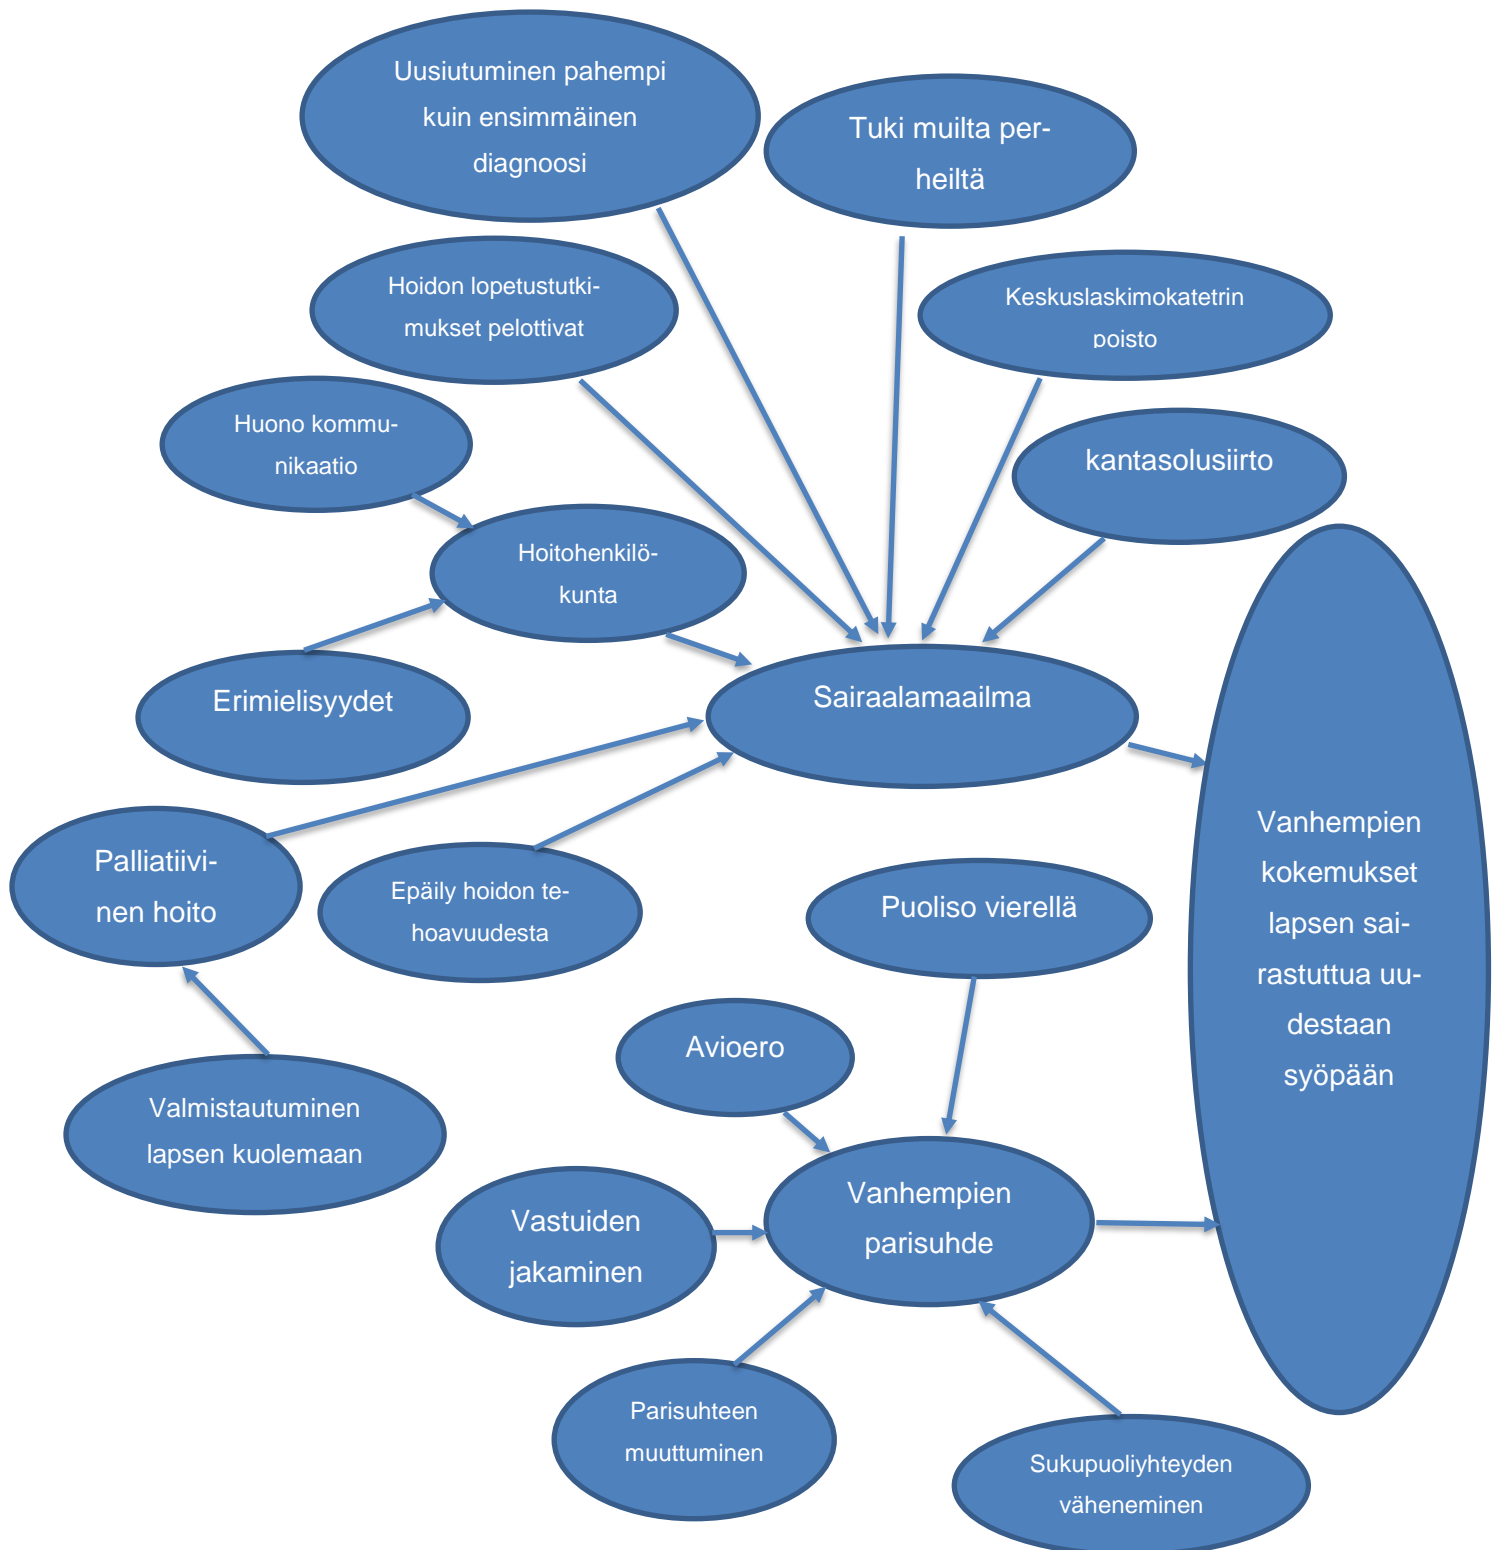 Uusiutuminen pahempi
kuin ensimmäinen
diagnoosi
Tuki muilta per-
heiltä
Hoidon lopetustutki-
mukset pelottivat
Keskuslaskimokatetrin
poisto
Huono kommu-
nikaatio
kantasolusiirto
Hoitohenkilö-
kunta
Erimielisyydet
Sairaalamaailma
Vanhempien
kokemukset
lapsen sai-
rastuttua uu-
destaan
syöpään
Palliatiivi-
nen hoito
Epäily hoidon te-
hoavuudesta
Puoliso vierellä
Avioero
Valmistautuminen
lapsen kuolemaan
Vanhempien
parisuhde
Vastuiden
jakaminen
Parisuhteen
muuttuminen
Sukupuoliyhteyden
väheneminen